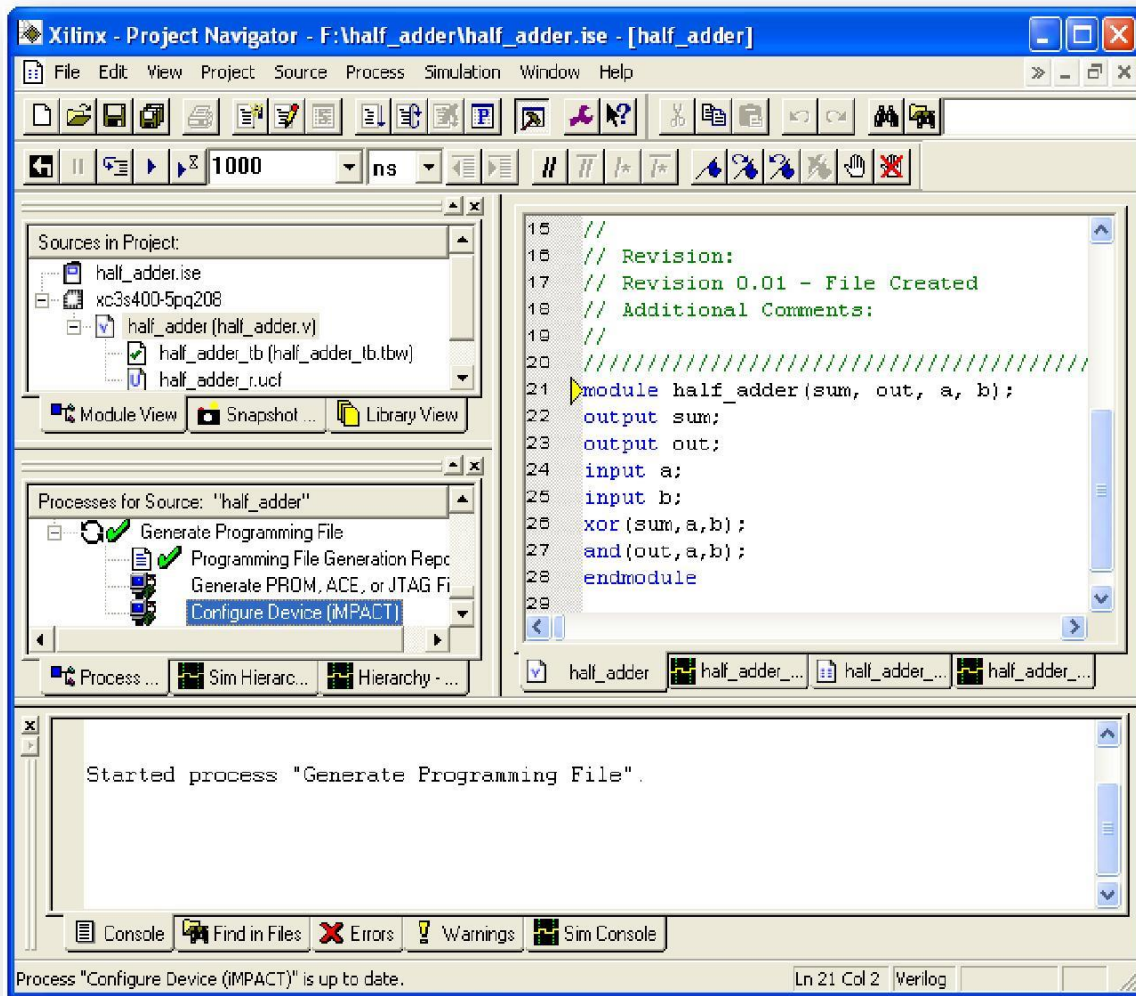 Xilinx - Project Navigator - F:\half_adder\half_adder.ise - [half_adder]
File Edit View Project Source Process Simulation Window Help
1000 ns
Sources in Project:
half_adder.ise
xc3s400-5pq208
half_adder (half_adder.v)
half_adder_tb (half_adder_tb.tbw)
half_adder_r.ucf
Module View Snapshot ... Library View
Processes for Source: "half_adder"
Generate Programming File
Programming File Generation Repc
Generate PROM, ACE, or JTAG Fi
Configure Device (iMPACT)
Process ... Sim Hierarc... Hierarchy - ...
15 //
16 // Revision:
17 // Revision 0.01 - File Created
18 // Additional Comments:
19 //
20 ////////////////////////////////////////
21 module half_adder(sum, out, a, b);
22 output sum;
23 output out;
24 input a;
25 input b;
26 xor(sum,a,b);
27 and(out,a,b);
28 endmodule
29
half_adder half_adder_... half_adder_... half_adder_...
Started process "Generate Programming File".
Console Find in Files Errors Warnings Sim Console
Process "Configure Device (iMPACT)" is up to date. Ln 21 Col 2 Verilog